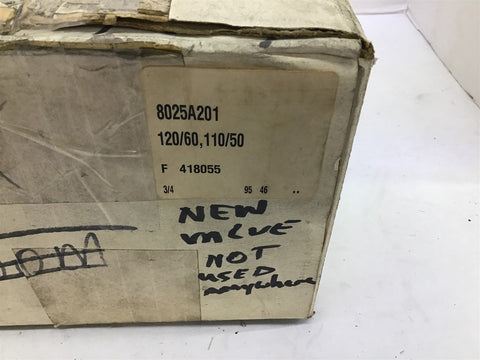 8025A201
120/60,110/50
F 418055
3/4 95 46 ..
NEW
VALVE
NOT
USED
anywhere